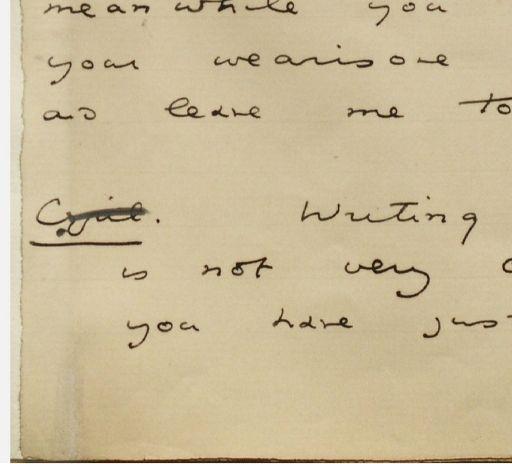 mean while you
your wearisome
and leave me to
Cyril. Writing
is not very
you have just